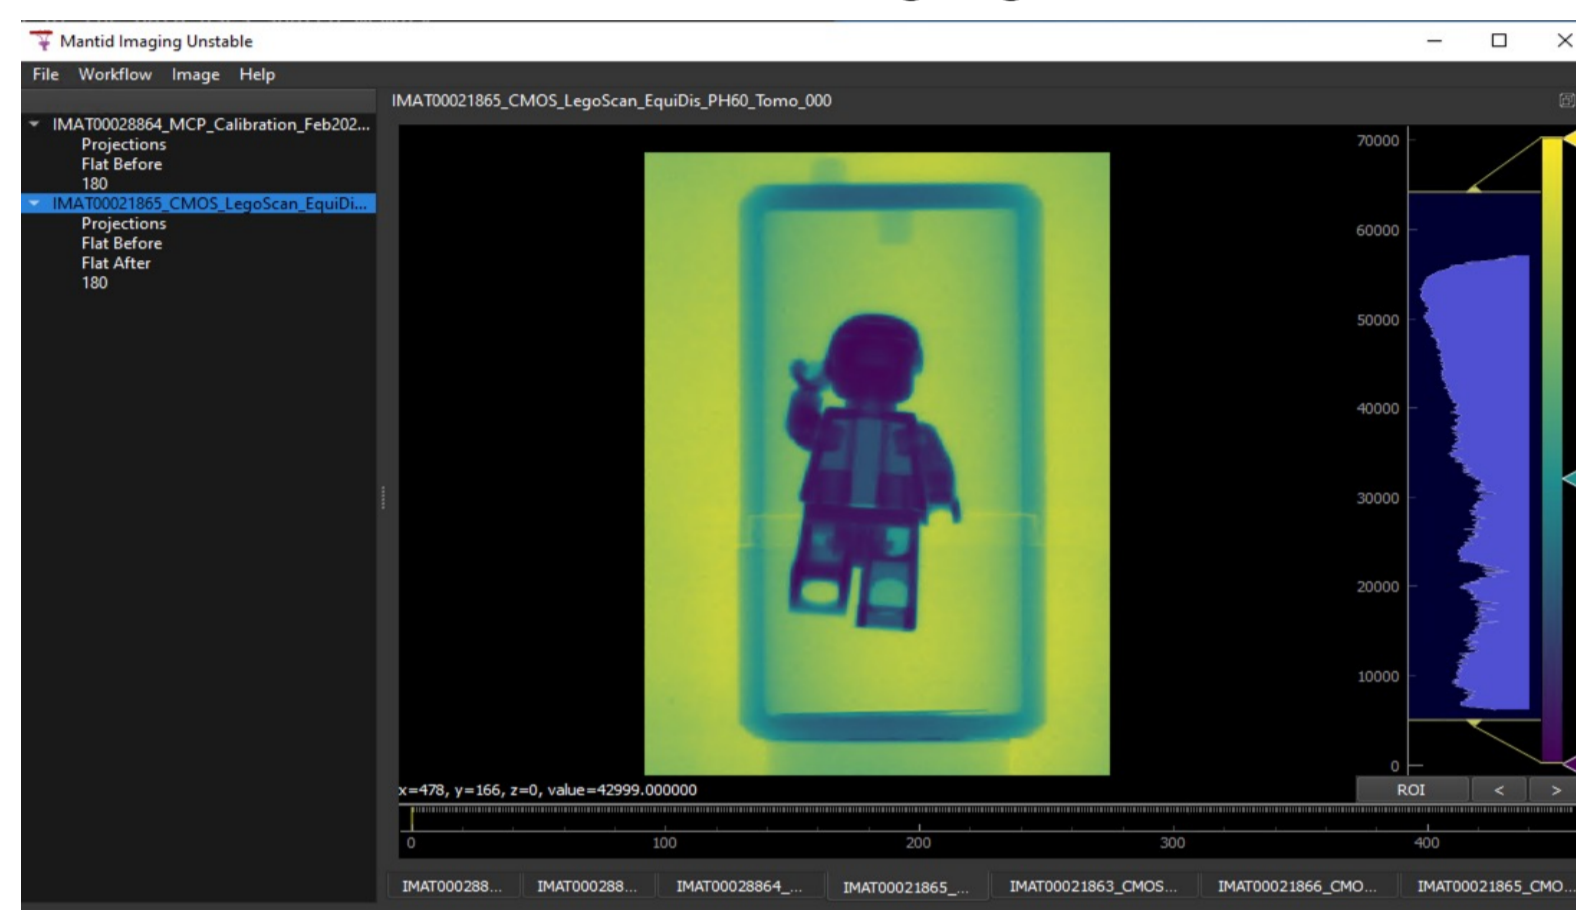 Mantid Imaging Unstable
File Workflow Image Help
IMAT00021865_CMOS_LegoScan_EquiDis_PH60_Tomo_000
IMAT00028864_MCP_Calibration_Feb202...
Projections
Flat Before
180
IMAT00021865_CMOS_LegoScan_EquiDi...
Projections
Flat Before
Flat After
180
70000
60000
50000
40000
30000
20000
10000
0
x=478, y=166, z=0, value=42999.000000
ROI < >
0 100 200 300 400
IMAT000288... IMAT000288... IMAT00028864_... IMAT00021865_... IMAT00021863_CMOS... IMAT00021866_CMO... IMAT00021865_CMO...